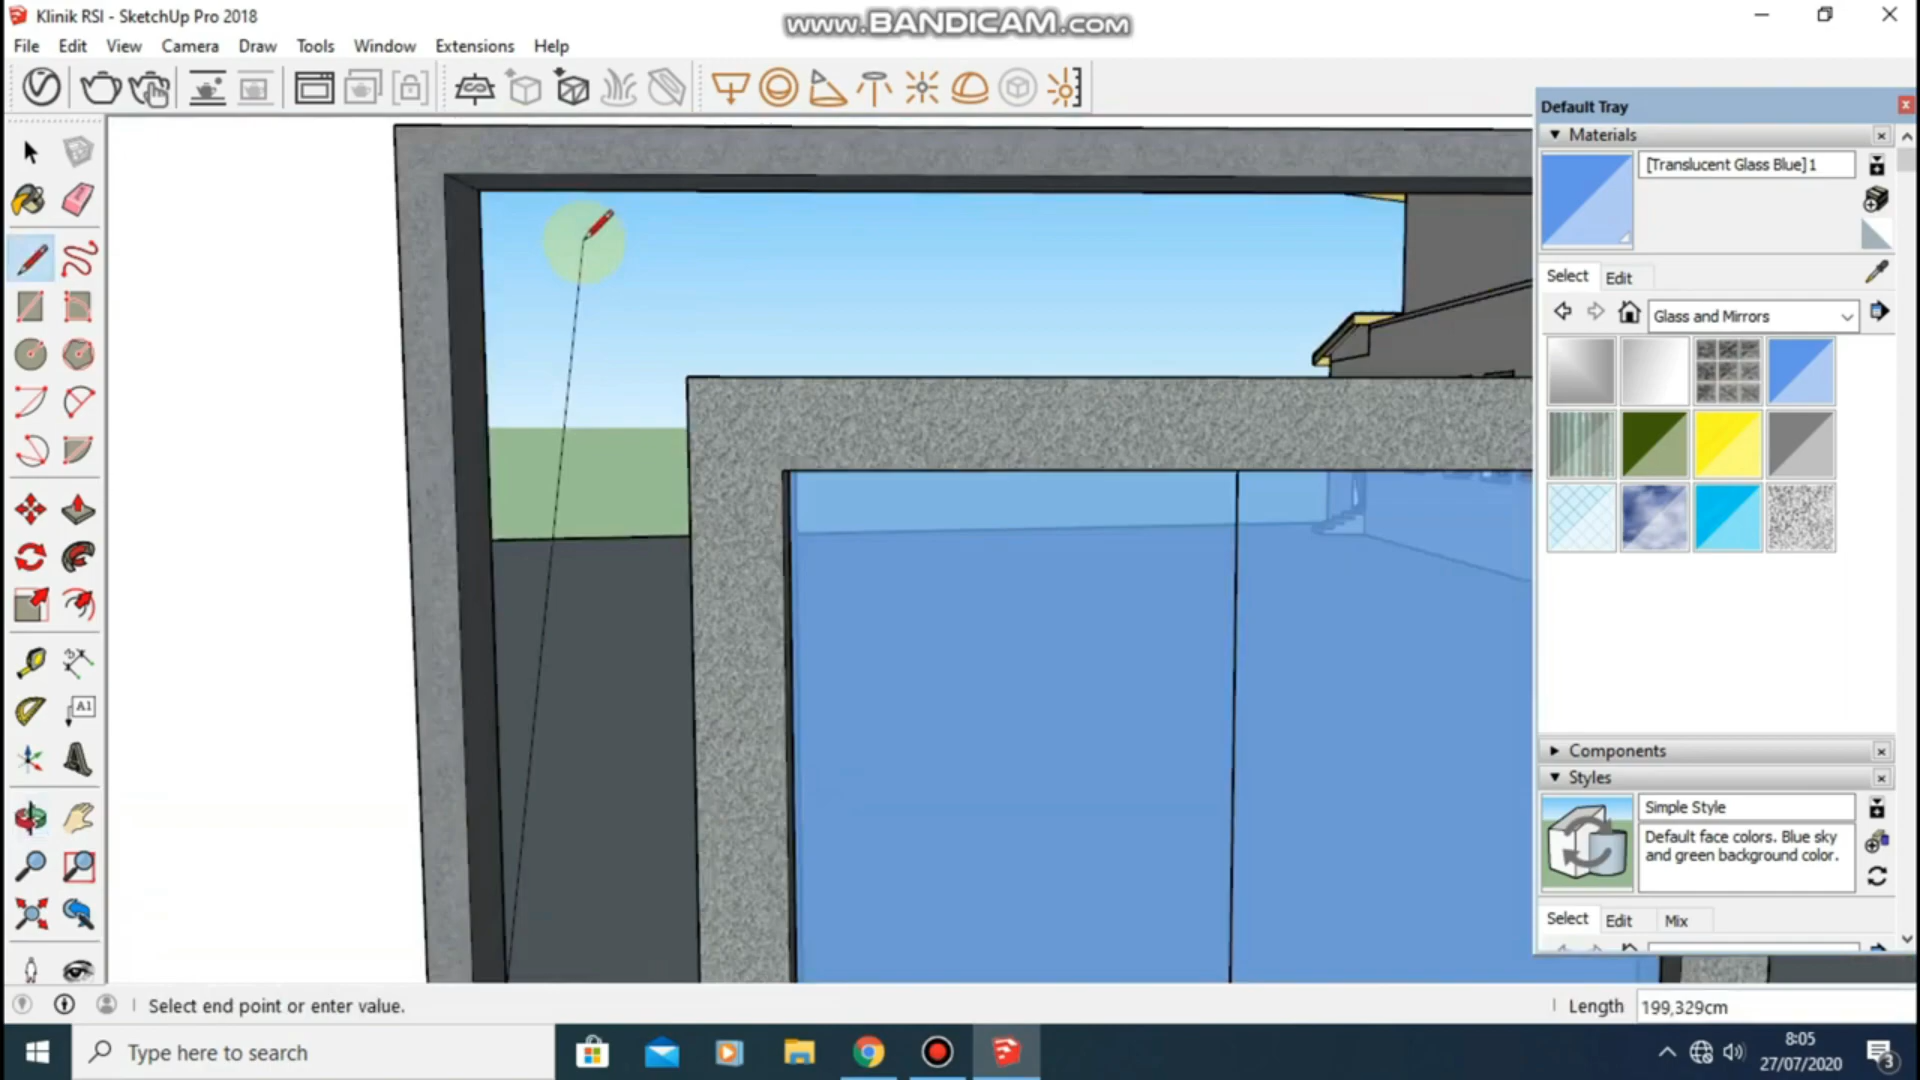 Klinik RSI - SketchUp Pro 2018
www.BANDICAM.com
File Edit View Camera Draw Tools Window Extensions Help
Default Tray
Materials
[Translucent Glass Blue]1
Select Edit
Glass and Mirrors
A1
Components
Styles
Simple Style
Default face colors. Blue sky
and green background color.
Select Edit Mix
Select end point or enter value.
Length 199,329cm
Type here to search
8:05
27/07/2020
3